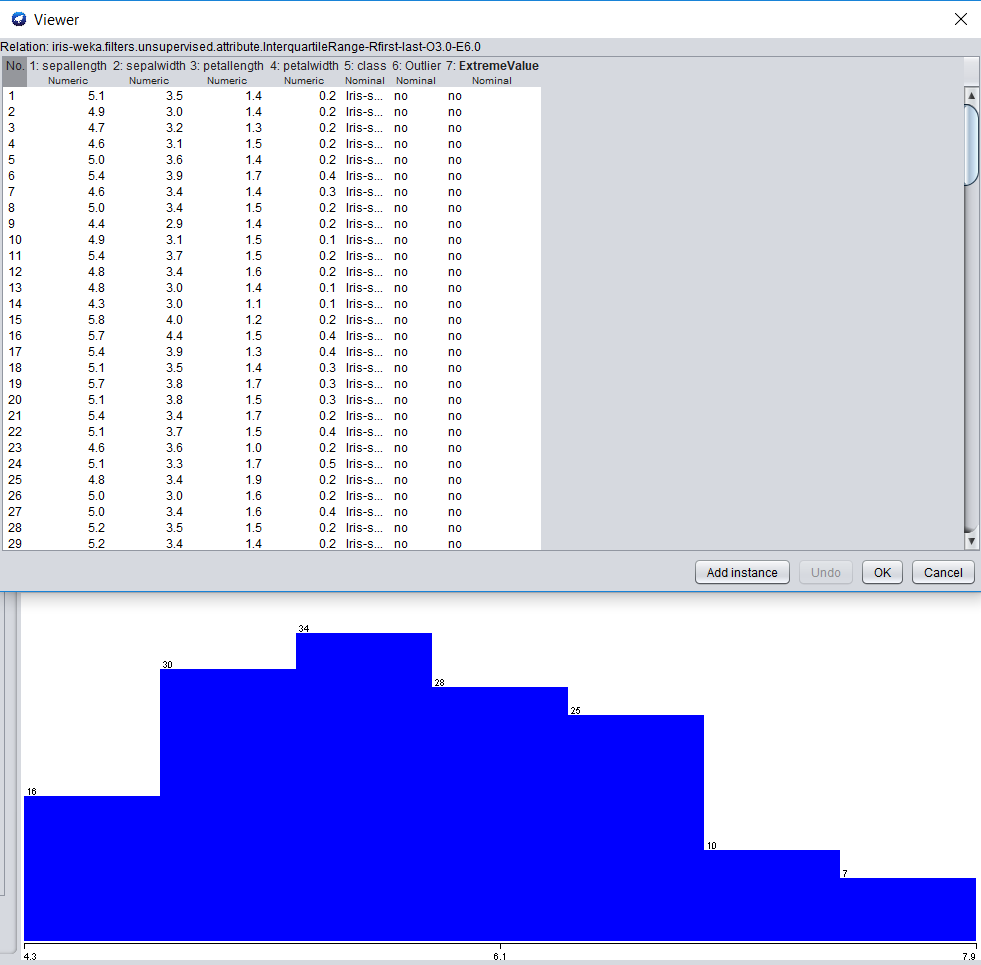 Viewer
Relation: iris-weka.filters.unsupervised.attribute.InterquartileRange-Rfirst-last-O3.0-E6.0
No. 1: sepallength 2: sepalwidth 3: petallength 4: petalwidth 5: class 6: Outlier 7: ExtremeValue
Numeric Numeric Numeric Numeric Nominal Nominal Nominal
1 5.1 3.5 1.4 0.2 Iris-s... no no
2 4.9 3.0 1.4 0.2 Iris-s... no no
3 4.7 3.2 1.3 0.2 Iris-s... no no
4 4.6 3.1 1.5 0.2 Iris-s... no no
5 5.0 3.6 1.4 0.2 Iris-s... no no
6 5.4 3.9 1.7 0.4 Iris-s... no no
7 4.6 3.4 1.4 0.3 Iris-s... no no
8 5.0 3.4 1.5 0.2 Iris-s... no no
9 4.4 2.9 1.4 0.2 Iris-s... no no
10 4.9 3.1 1.5 0.1 Iris-s... no no
11 5.4 3.7 1.5 0.2 Iris-s... no no
12 4.8 3.4 1.6 0.2 Iris-s... no no
13 4.8 3.0 1.4 0.1 Iris-s... no no
14 4.3 3.0 1.1 0.1 Iris-s... no no
15 5.8 4.0 1.2 0.2 Iris-s... no no
16 5.7 4.4 1.5 0.4 Iris-s... no no
17 5.4 3.9 1.3 0.4 Iris-s... no no
18 5.1 3.5 1.4 0.3 Iris-s... no no
19 5.7 3.8 1.7 0.3 Iris-s... no no
20 5.1 3.8 1.5 0.3 Iris-s... no no
21 5.4 3.4 1.7 0.2 Iris-s... no no
22 5.1 3.7 1.5 0.4 Iris-s... no no
23 4.6 3.6 1.0 0.2 Iris-s... no no
24 5.1 3.3 1.7 0.5 Iris-s... no no
25 4.8 3.4 1.9 0.2 Iris-s... no no
26 5.0 3.0 1.6 0.2 Iris-s... no no
27 5.0 3.4 1.6 0.4 Iris-s... no no
28 5.2 3.5 1.5 0.2 Iris-s... no no
29 5.2 3.4 1.4 0.2 Iris-s... no no
Add instance Undo OK Cancel
34
30
28
25
16
10
7
4.3 6.1 7.9